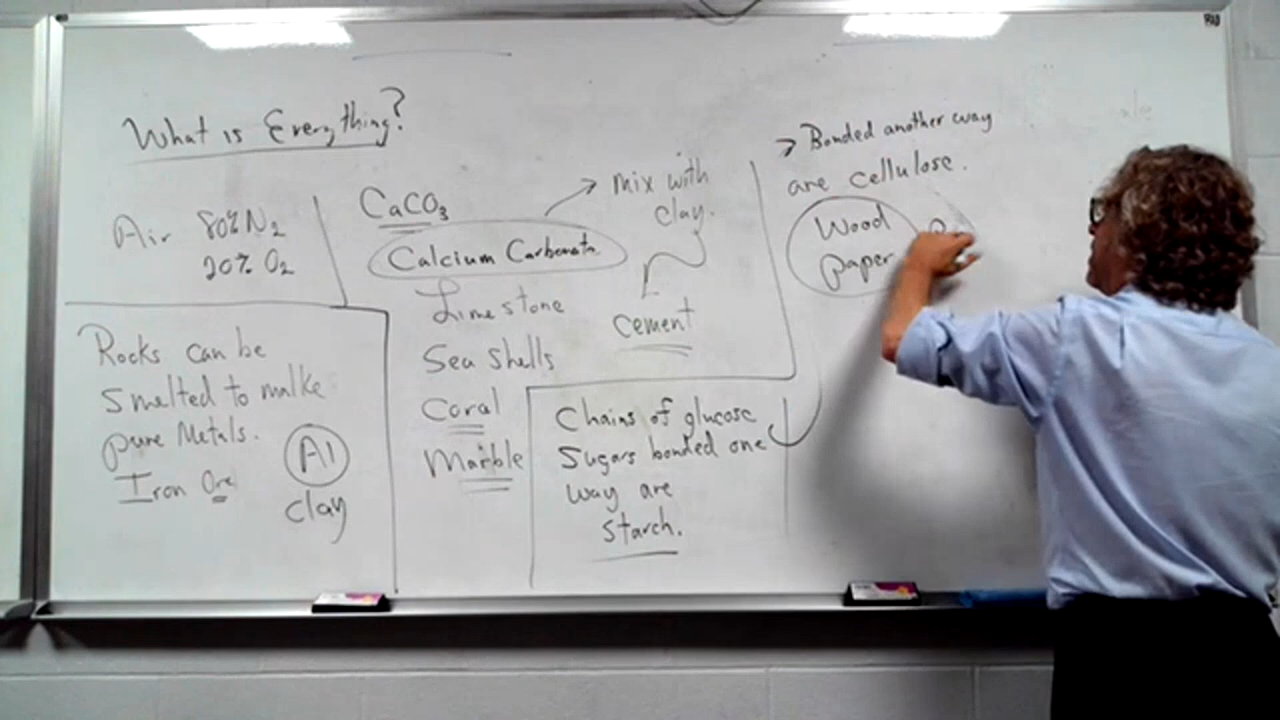 What is Everything?
Air 80% N2
20% O2
Rocks can be
smelted to malke
pure Metals.
Iron Ore
Al
clay
CaCO3
Calcium Carbonate
Limestone
Sea Shells
Coral
Marble
mix with
clay.
cement
Chains of glucose
Sugars bonded one
way are
starch.
> Bonded another way
are cellulose.
Wood
paper